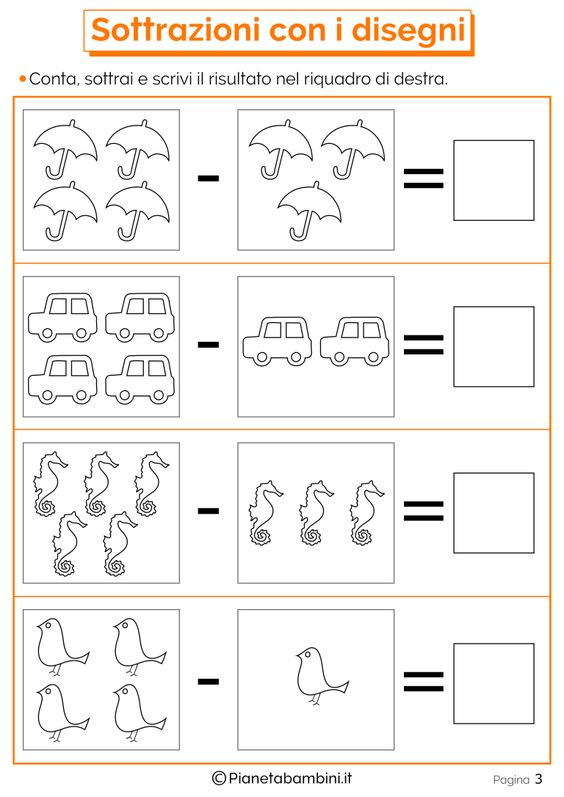 Sottrazioni con i disegni
•Conta, sottrai e scrivi il risultato nel riquadro di destra.
- =
- =
- =
- =
©Pianetabambini.it
Pagina 3